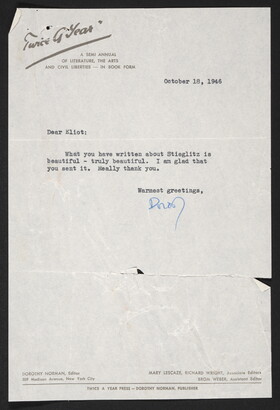 Twice A Year
A SEMI ANNUAL
OF LITERATURE, THE ARTS
AND CIVIL LIBERTIES — IN BOOK FORM
October 18, 1946
Dear Eliot:
What you have written about Stieglitz is
beautiful - truly beautiful. I am glad that
you sent it. Really thank you.
Warmest greetings,
DOROTHY NORMAN, Editor
509 Madison Avenue, New York City
MARY LESCAZE, RICHARD WRIGHT, Associate Editors
BROM WEBER, Assistant Editor
TWICE A YEAR PRESS — DOROTHY NORMAN, PUBLISHER